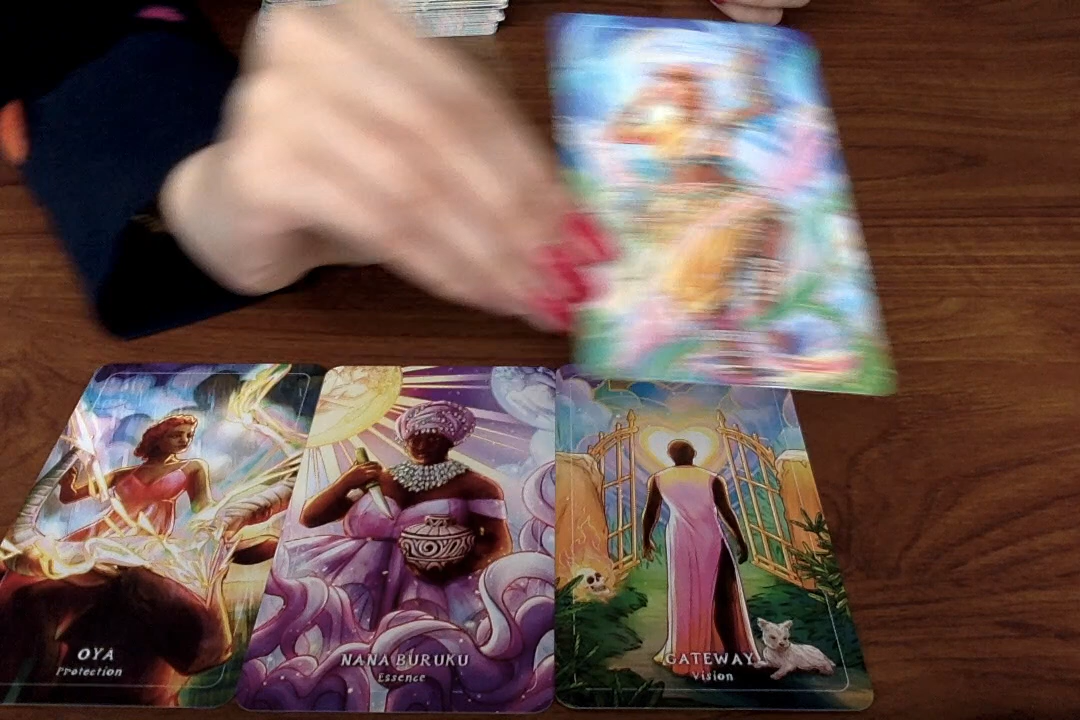 OYA
Protection
NANA BURUKU
Essence
GATEWAY
Vision